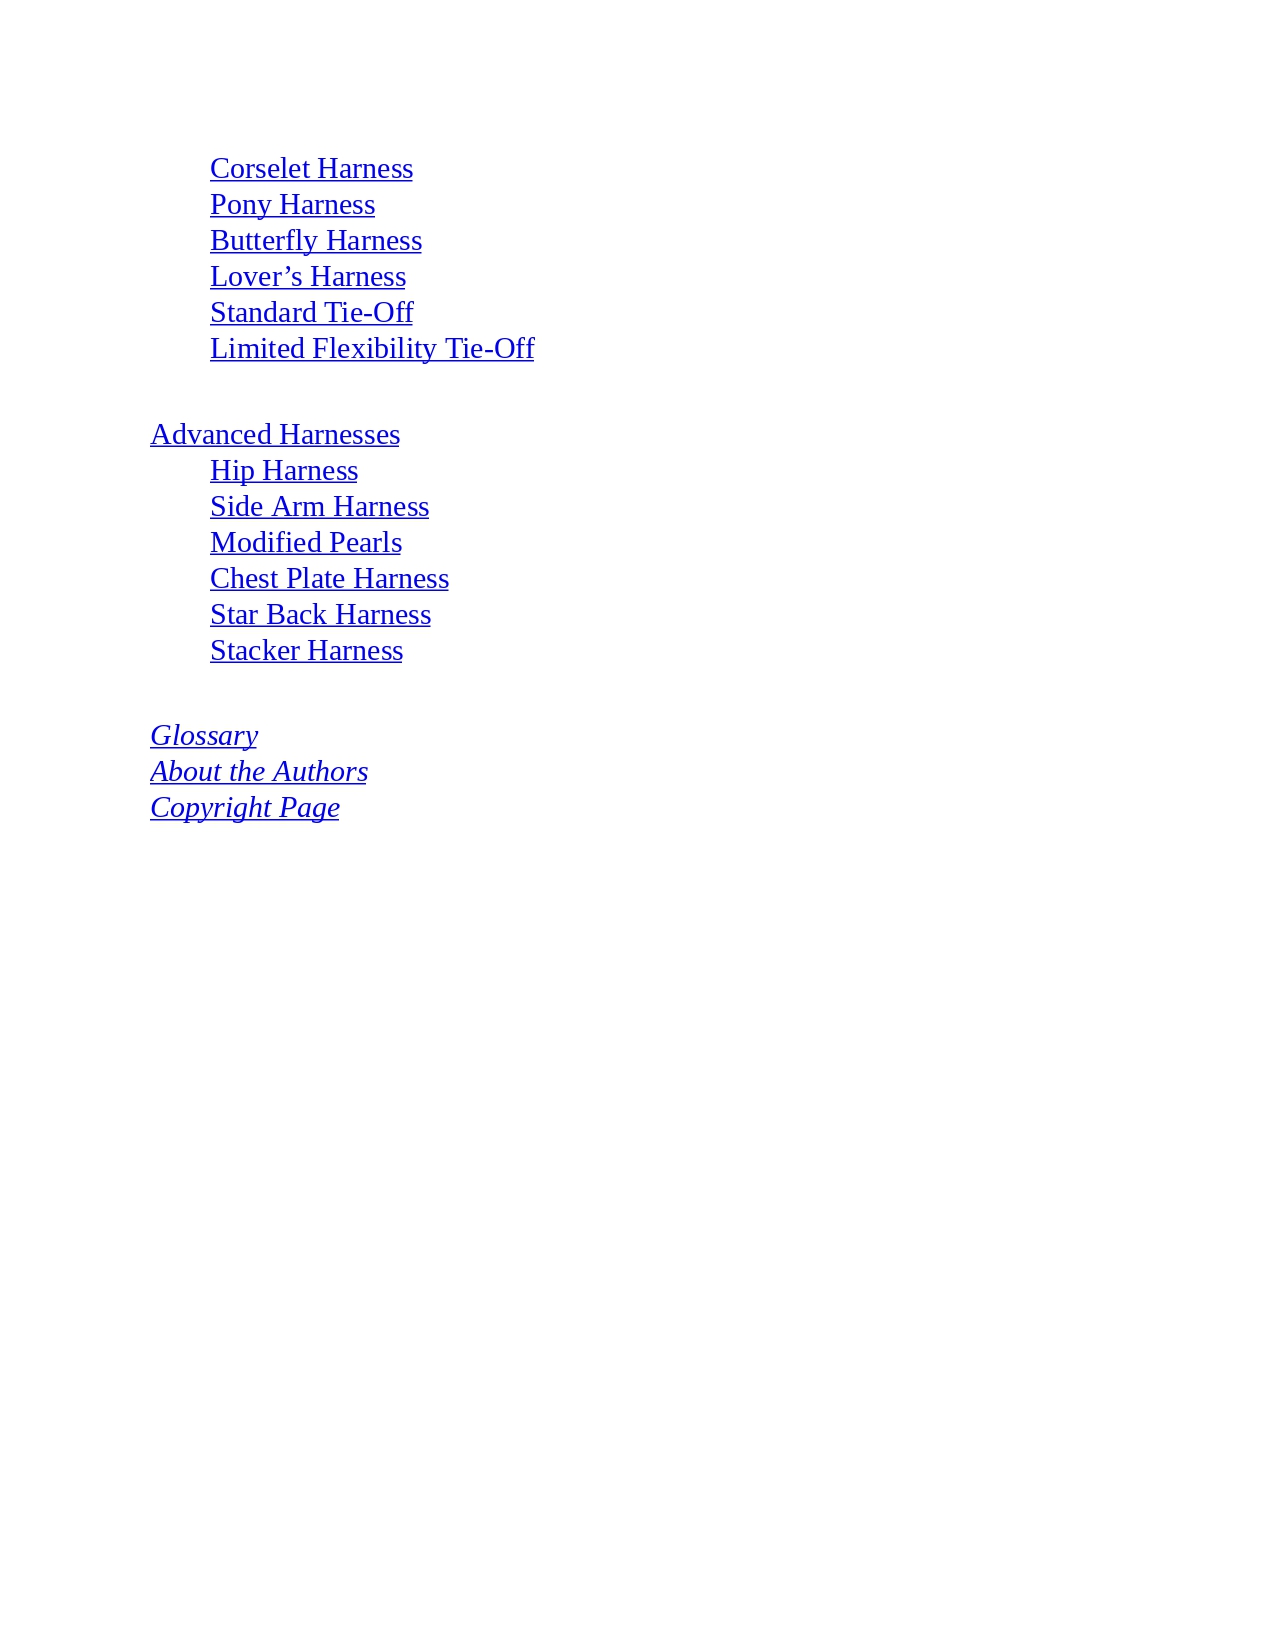 Corselet Harness
Pony Harness
Butterfly Harness
Lover’s Harness
Standard Tie-Off
Limited Flexibility Tie-Off
Advanced Harnesses
Hip Harness
Side Arm Harness
Modified Pearls
Chest Plate Harness
Star Back Harness
Stacker Harness
Glossary
About the Authors
Copyright Page